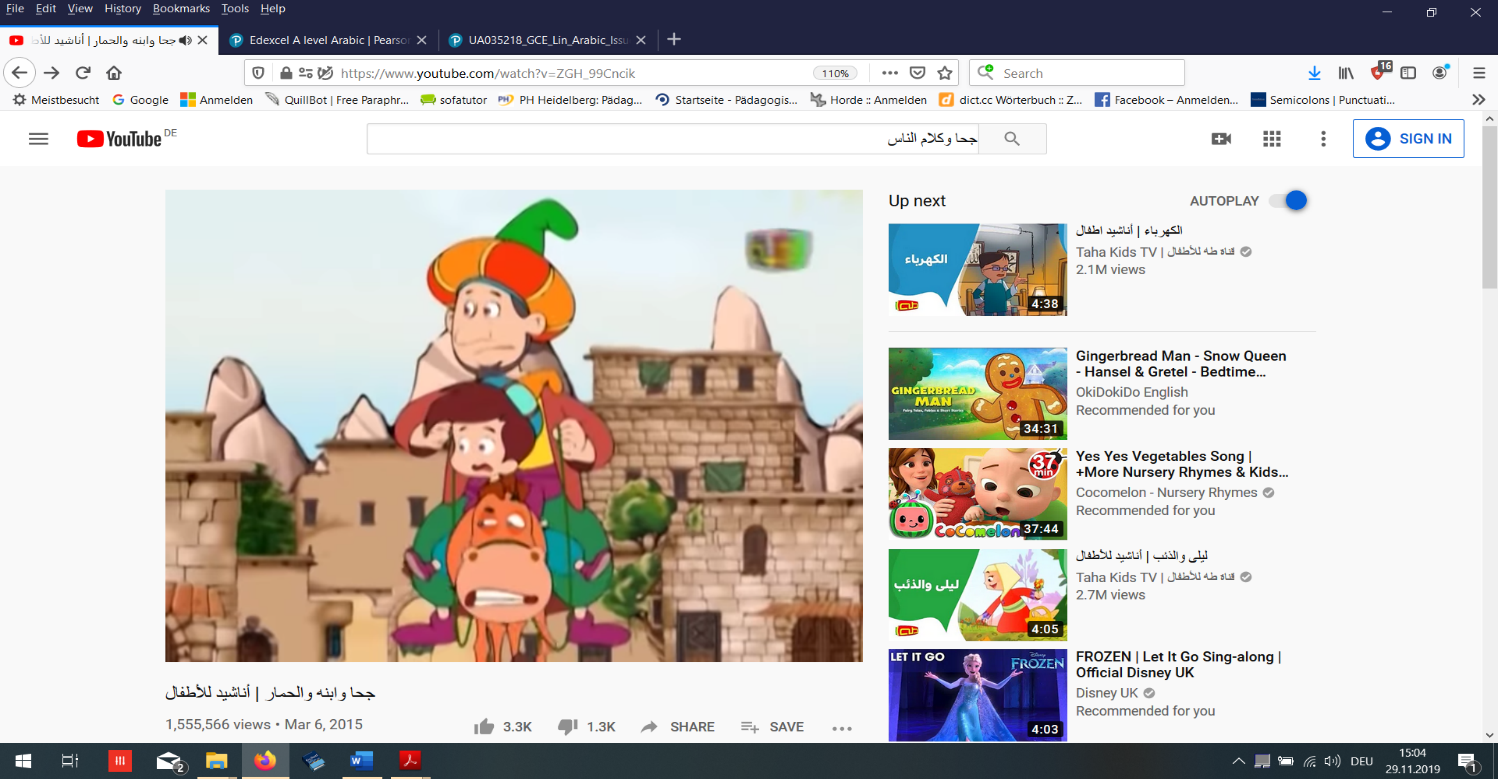 File Edit View History Bookmarks Tools Help
جحا وابنه والحمار | أناشيد للأط
Edexcel A level Arabic | Pearson
UA035218_GCE_Lin_Arabic_Issu
https://www.youtube.com/watch?v=ZGH_99Cncik
110%
Search
16
Meistbesucht Google Anmelden QuillBot | Free Paraphr... sofatutor PH Heidelberg: Pädag... Startseite - Pädagogis... Horde :: Anmelden dict.cc Wörterbuch :: Z... Facebook – Anmelden... Semicolons | Punctuati...
YouTube DE
جحا وكلام الناس
SIGN IN
Up next
AUTOPLAY
الكهرباء
4:38
الكهرباء | أناشيد اطفال
Taha Kids TV | قناة طه للأطفال
2.1M views
GINGERBREAD
MAN
34:31
Gingerbread Man - Snow Queen
- Hansel & Gretel - Bedtime...
OkiDokiDo English
Recommended for you
37
min
COCOMELON
37:44
Yes Yes Vegetables Song |
+More Nursery Rhymes & Kids...
Cocomelon - Nursery Rhymes
Recommended for you
ليلى والذئب
4:05
ليلى والذئب | أناشيد للأطفال
Taha Kids TV | قناة طه للأطفال
2.7M views
LET IT GO
FROZEN
4:03
FROZEN | Let It Go Sing-along |
Official Disney UK
Disney UK
Recommended for you
جحا وابنه والحمار | أناشيد للأطفال
1,555,566 views • Mar 6, 2015
3.3K 1.3K SHARE SAVE
2
DEU
15:04
29.11.2019
1